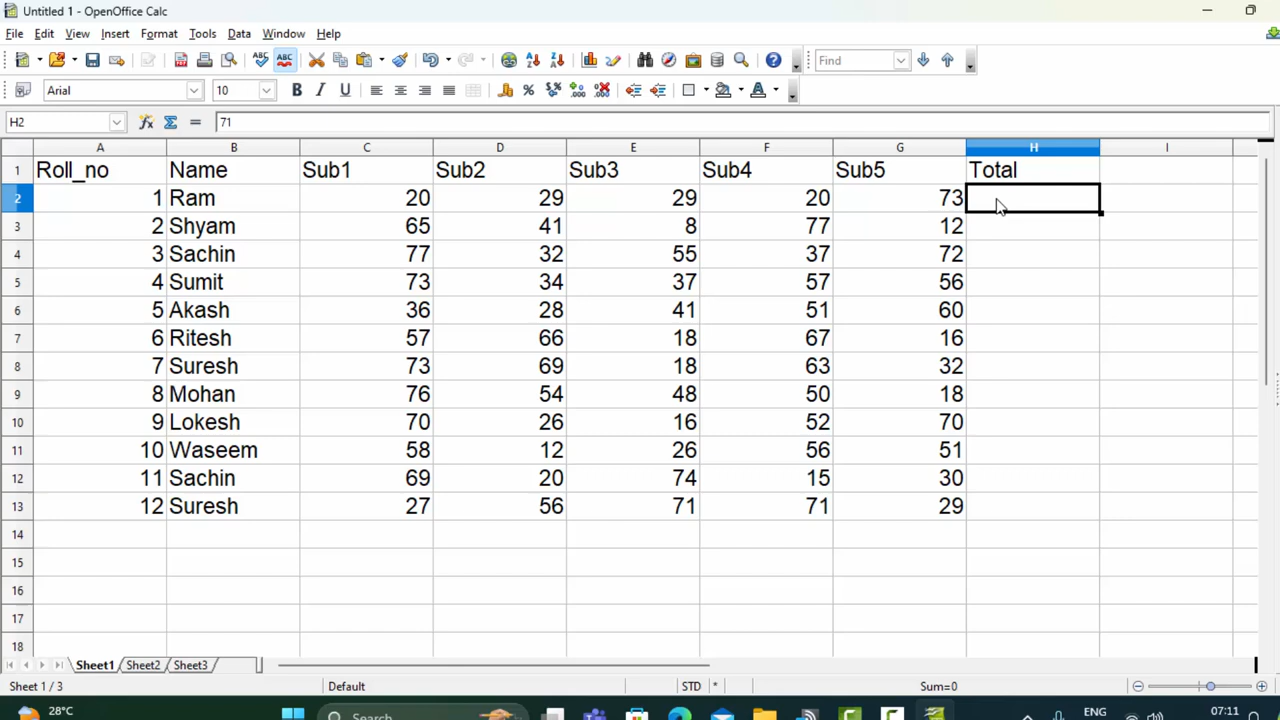 Untitled 1 - OpenOffice Calc
File Edit View Insert Format Tools Data Window Help
Find
Arial 10
H2 71
A B C D E F G H I
1 Roll_no Name Sub1 Sub2 Sub3 Sub4 Sub5 Total
2 1 Ram 20 29 29 20 73
3 2 Shyam 65 41 8 77 12
4 3 Sachin 77 32 55 37 72
5 4 Sumit 73 34 37 57 56
6 5 Akash 36 28 41 51 60
7 6 Ritesh 57 66 18 67 16
8 7 Suresh 73 69 18 63 32
9 8 Mohan 76 54 48 50 18
10 9 Lokesh 70 26 16 52 70
11 10 Waseem 58 12 26 56 51
12 11 Sachin 69 20 74 15 30
13 12 Suresh 27 56 71 71 29
14
15
16
17
18
Sheet1 Sheet2 Sheet3
Sheet 1 / 3 Default STD * Sum=0
28°C Search ENG 07:11